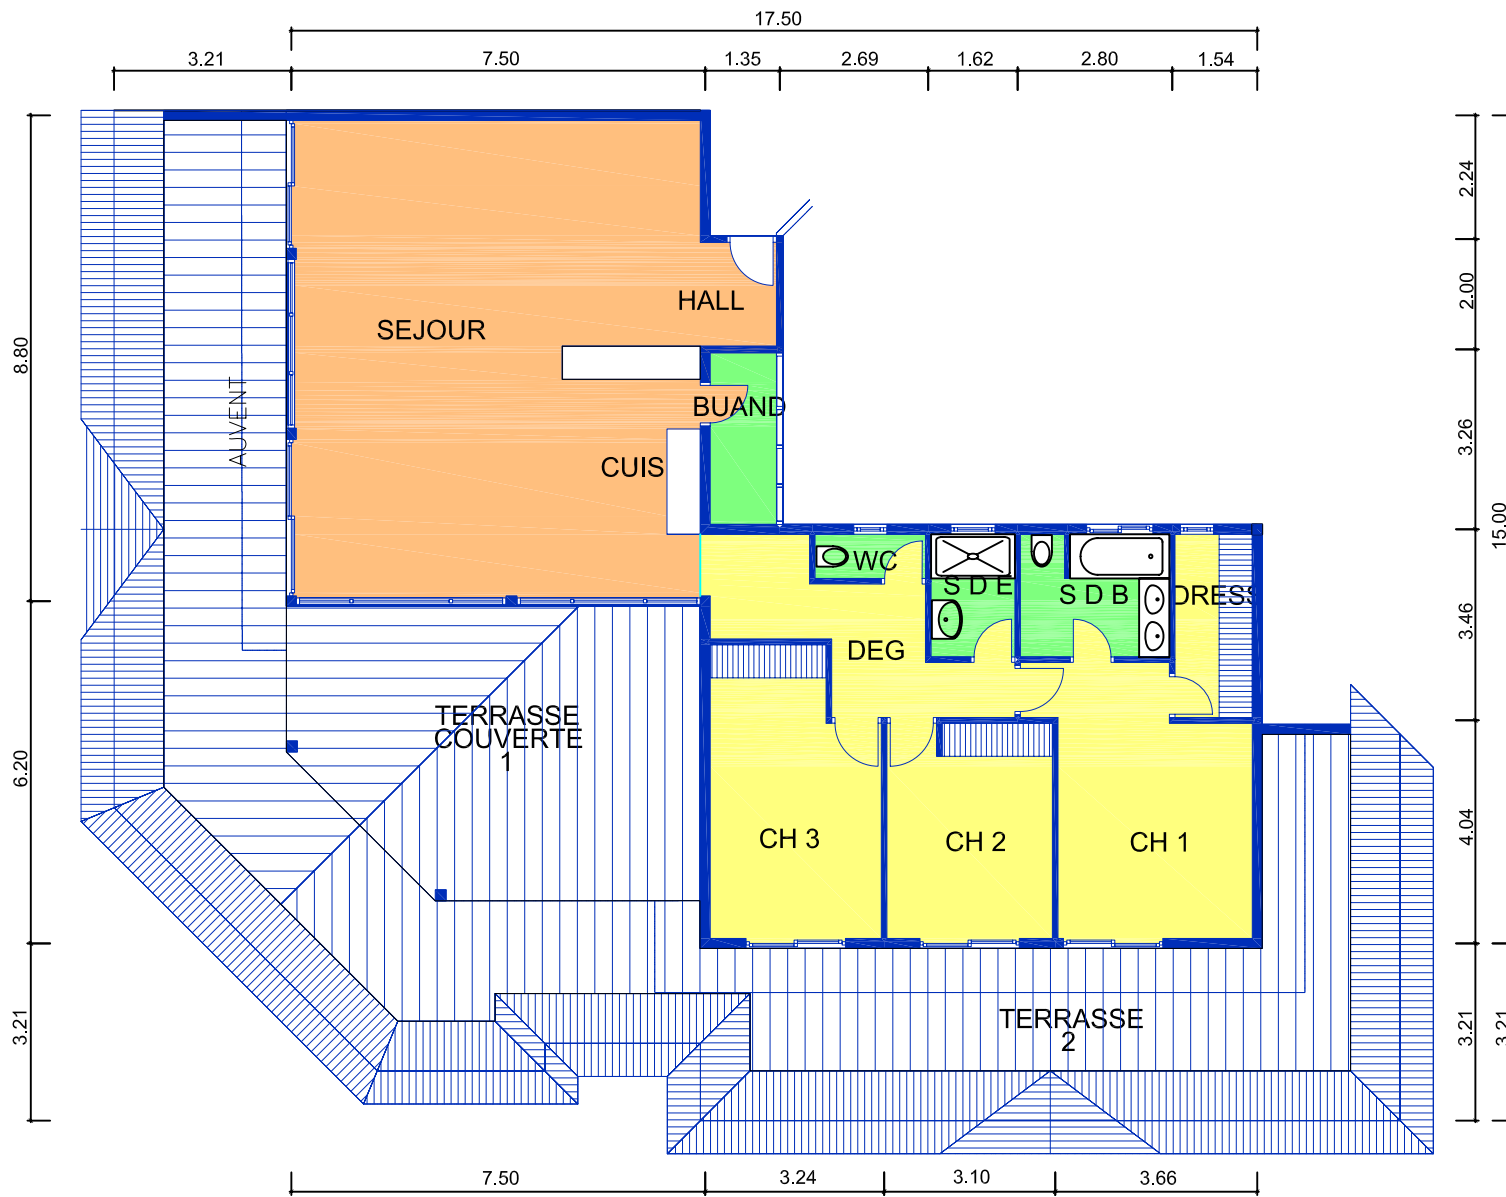 17.50
3.21 7.50 1.35 2.69 1.62 2.80 1.54
2.24
2.00
HALL
SEJOUR
8.80
AUVENT
BUAND
3.26
CUIS
15.00
WC
S D E
S D B
DRESS
3.46
DEG
TERRASSE
COUVERTE
1
6.20
CH 3
CH 2
CH 1
4.04
TERRASSE
2
3.21
3.21
3.21
7.50 3.24 3.10 3.66